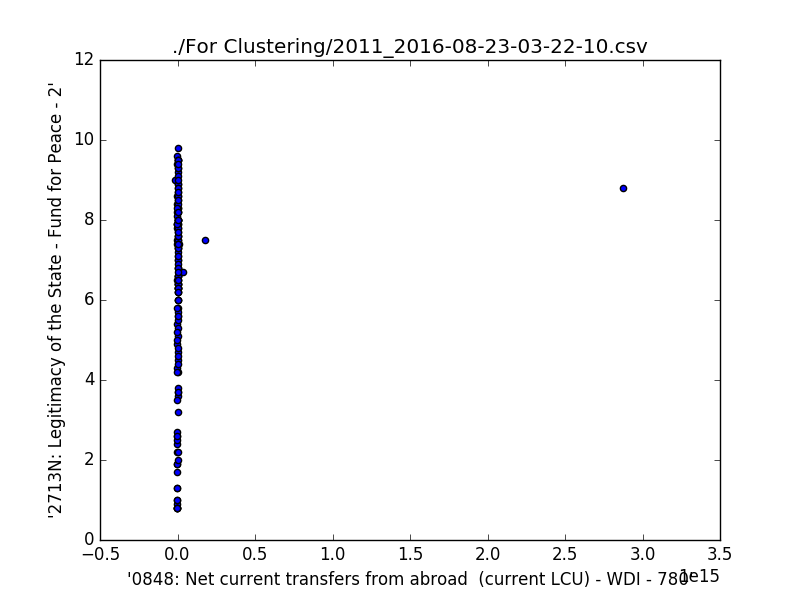 ./For Clustering/2011_2016-08-23-03-22-10.csv
'2713N: Legitimacy of the State - Fund for Peace - 2'
12
10
8
6
4
2
0
−0.5 0.0 0.5 1.0 1.5 2.0 2.5 3.0 3.5
1e15
'0848: Net current transfers from abroad (current LCU) - WDI - 780'